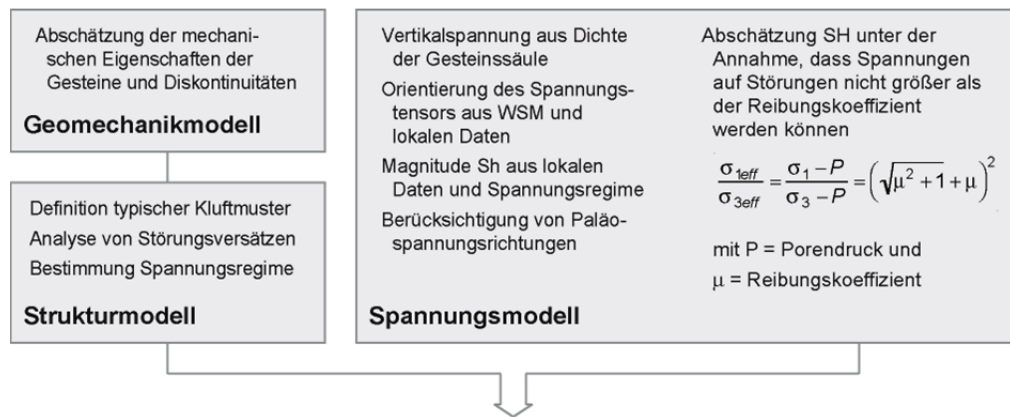 Abschätzung der mechani-
schen Eigenschaften der
Gesteine und Diskontinuitäten
Geomechanikmodell
Definition typischer Kluftmuster
Analyse von Störungsversätzen
Bestimmung Spannungsregime
Strukturmodell
Vertikalspannung aus Dichte
der Gesteinssäule
Orientierung des Spannungs-
tensors aus WSM und
lokalen Daten
Magnitude Sh aus lokalen
Daten und Spannungsregime
Berücksichtigung von Paläo-
spannungsrichtungen
Spannungsmodell
Abschätzung SH unter der
Annahme, dass Spannungen
auf Störungen nicht größer als
der Reibungskoeffizient
werden können
σ1eff / σ3eff = (σ1 – P) / (σ3 – P) = (√(μ² + 1) + μ)²
mit P = Porendruck und
μ = Reibungskoeffizient